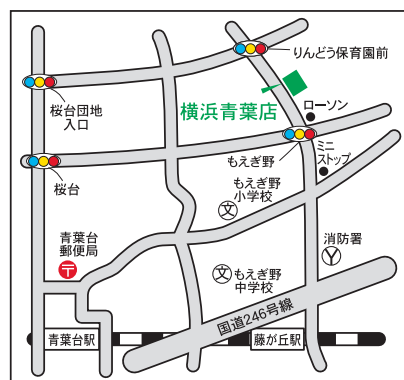 りんどう保育園前
桜台団地
入口
横浜青葉店
ローソン
もえぎ野
ミニ
ストップ
桜台
もえぎ野
小学校
文
青葉台
郵便局
〒
消防署
Y
文
もえぎ野
中学校
国道246号線
青葉台駅
藤が丘駅